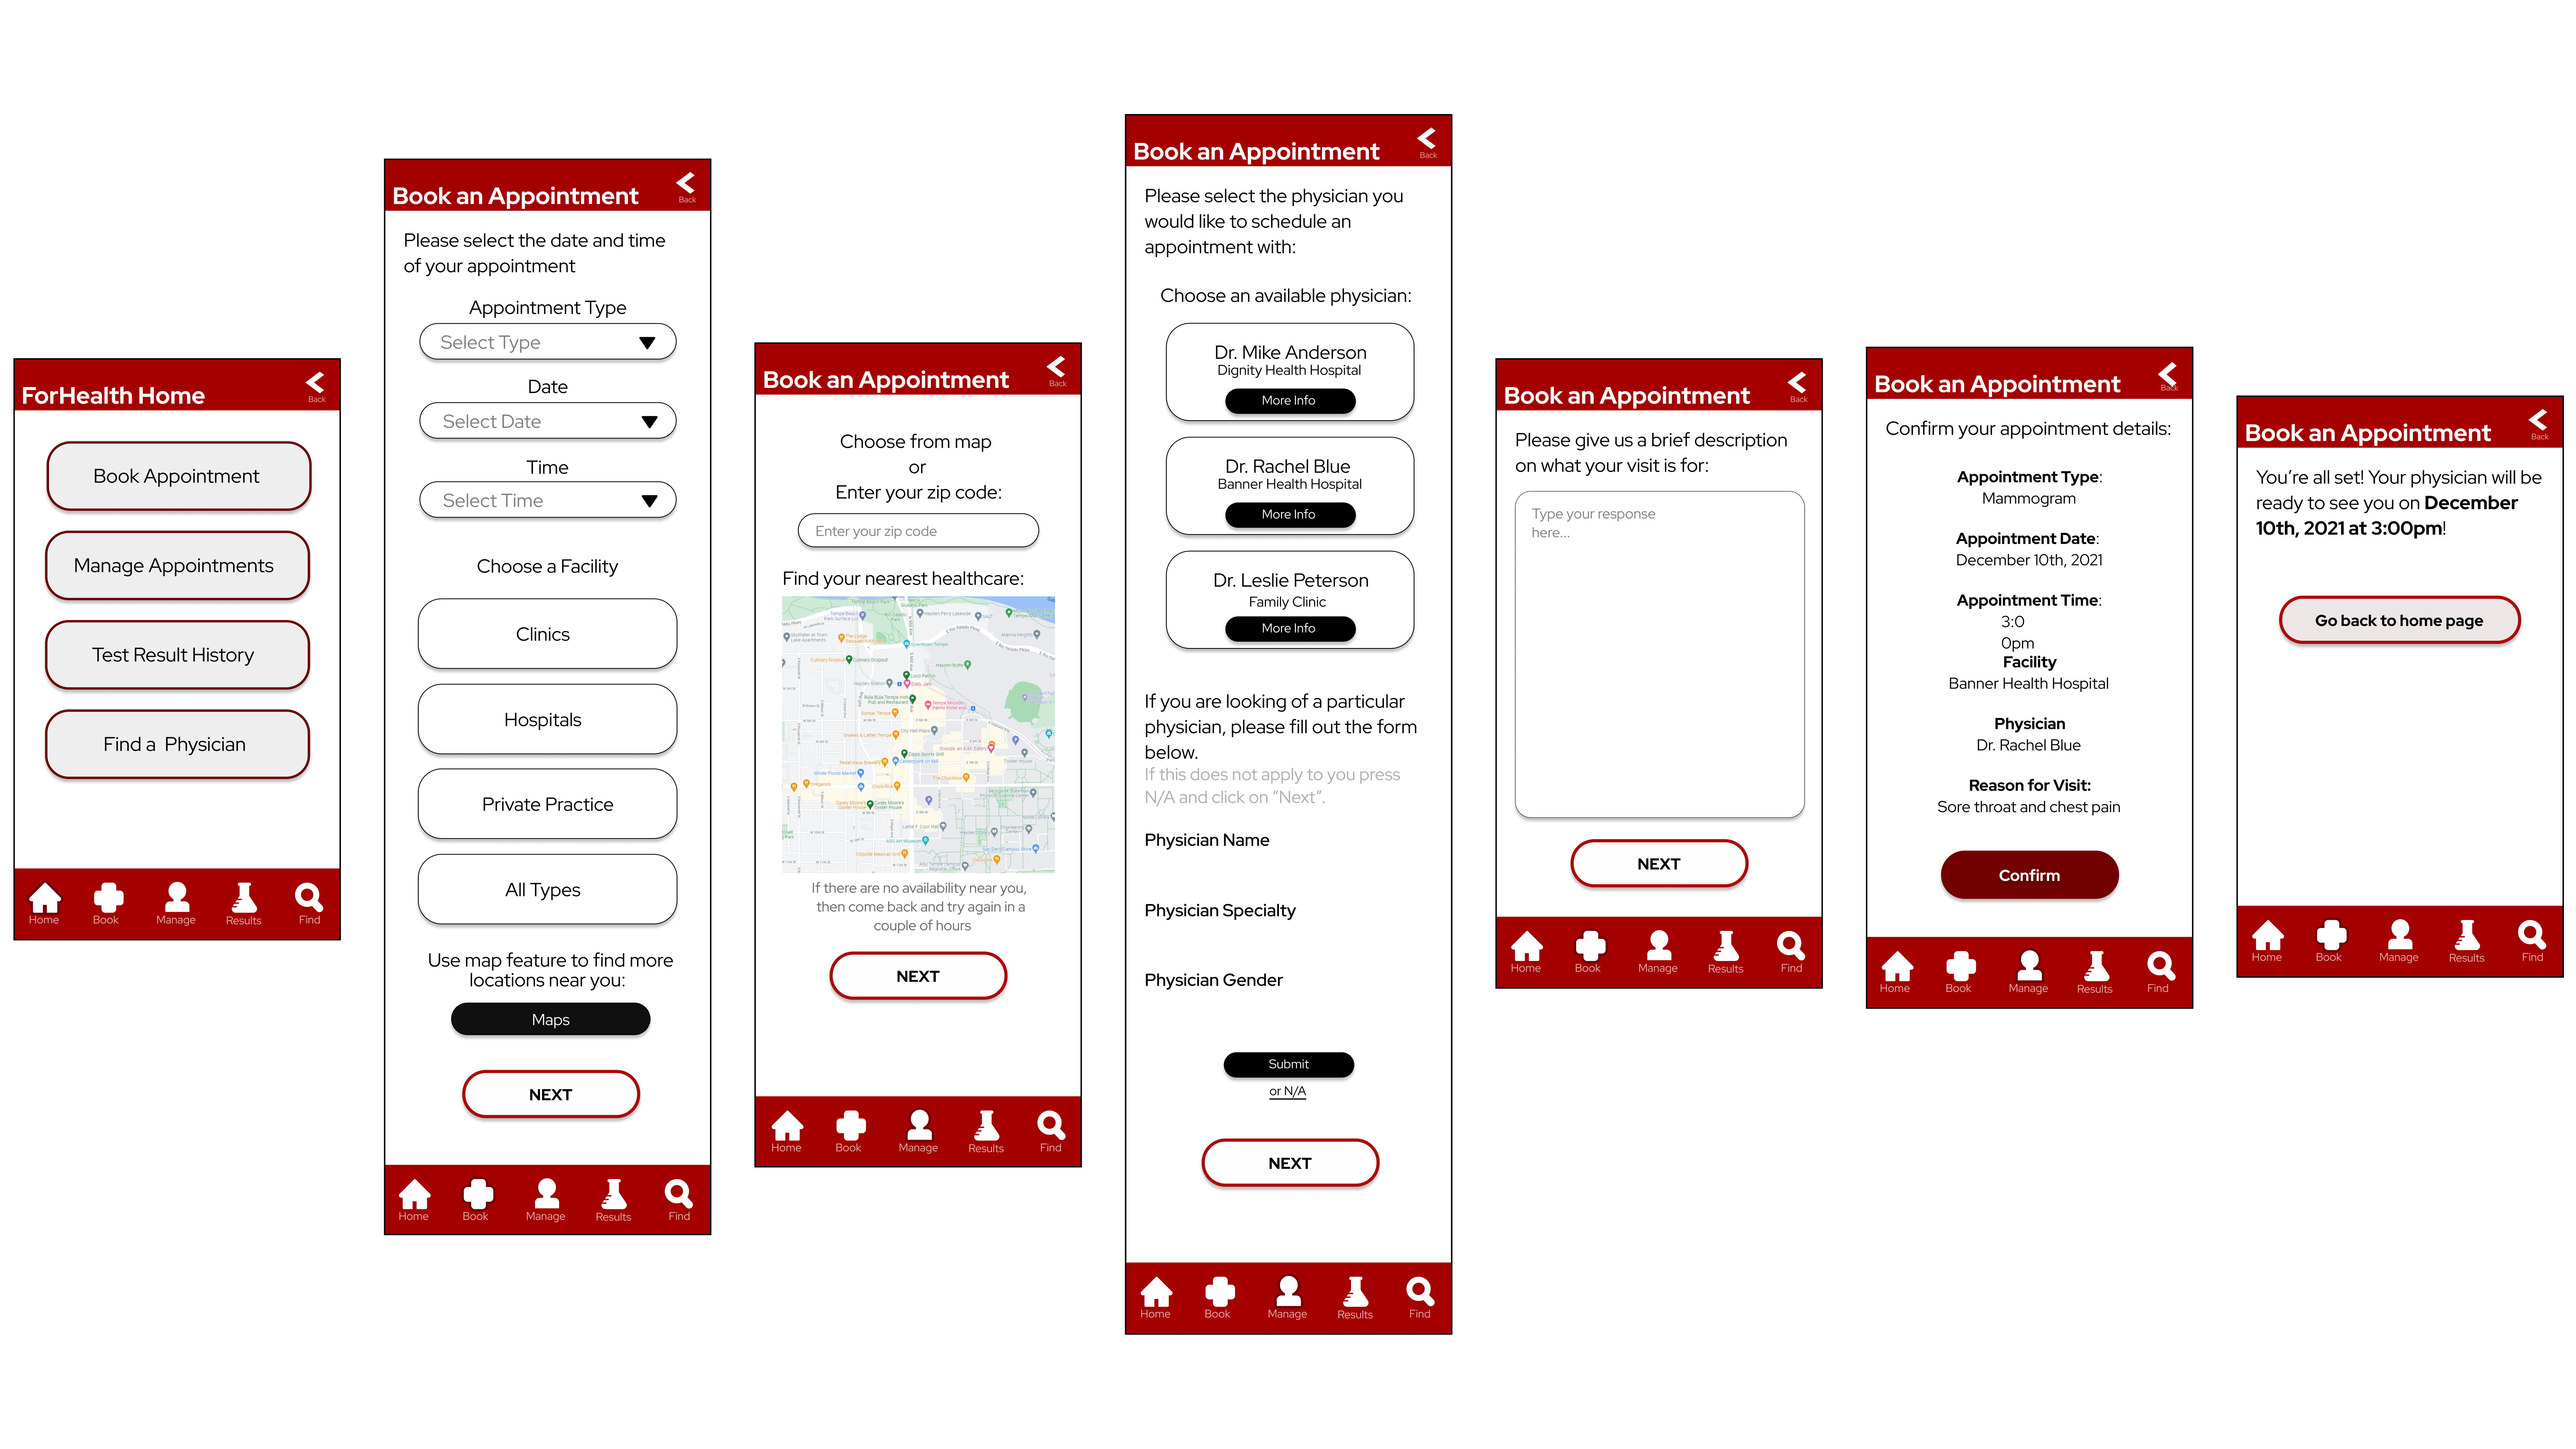 ForHealth Home
Back
Book Appointment
Manage Appointments
Test Result History
Find a  Physician
Home
Book
Manage
Results
Find
Book an Appointment
Back
Please select the date and time
of your appointment
Appointment Type
Select Type
Date
Select Date
Time
Select Time
Choose a Facility
Clinics
Hospitals
Private Practice
All Types
Use map feature to find more
locations near you:
Maps
NEXT
Home
Book
Manage
Results
Find
Book an Appointment
Back
Choose from map
or
Enter your zip code:
Enter your zip code
Find your nearest healthcare:
If there are no availability near you,
then come back and try again in a
couple of hours
NEXT
Home
Book
Manage
Results
Find
Book an Appointment
Back
Please select the physician you
would like to schedule an
appointment with:
Choose an available physician:
Dr. Mike Anderson
Dignity Health Hospital
More Info
Dr. Rachel Blue
Banner Health Hospital
More Info
Dr. Leslie Peterson
Family Clinic
More Info
If you are looking of a particular
physician, please fill out the form
below.
If this does not apply to you press
N/A and click on “Next”.
Physician Name
Physician Specialty
Physician Gender
Submit
or N/A
NEXT
Home
Book
Manage
Results
Find
Book an Appointment
Back
Please give us a brief description
on what your visit is for:
Type your response
here...
NEXT
Home
Book
Manage
Results
Find
Book an Appointment
Back
Confirm your appointment details:
Appointment Type:
Mammogram
Appointment Date:
December 10th, 2021
Appointment Time:
3:0
0pm
Facility
Banner Health Hospital
Physician
Dr. Rachel Blue
Reason for Visit:
Sore throat and chest pain
Confirm
Home
Book
Manage
Results
Find
Book an Appointment
Back
You’re all set! Your physician will be
ready to see you on December
10th, 2021 at 3:00pm!
Go back to home page
Home
Book
Manage
Results
Find